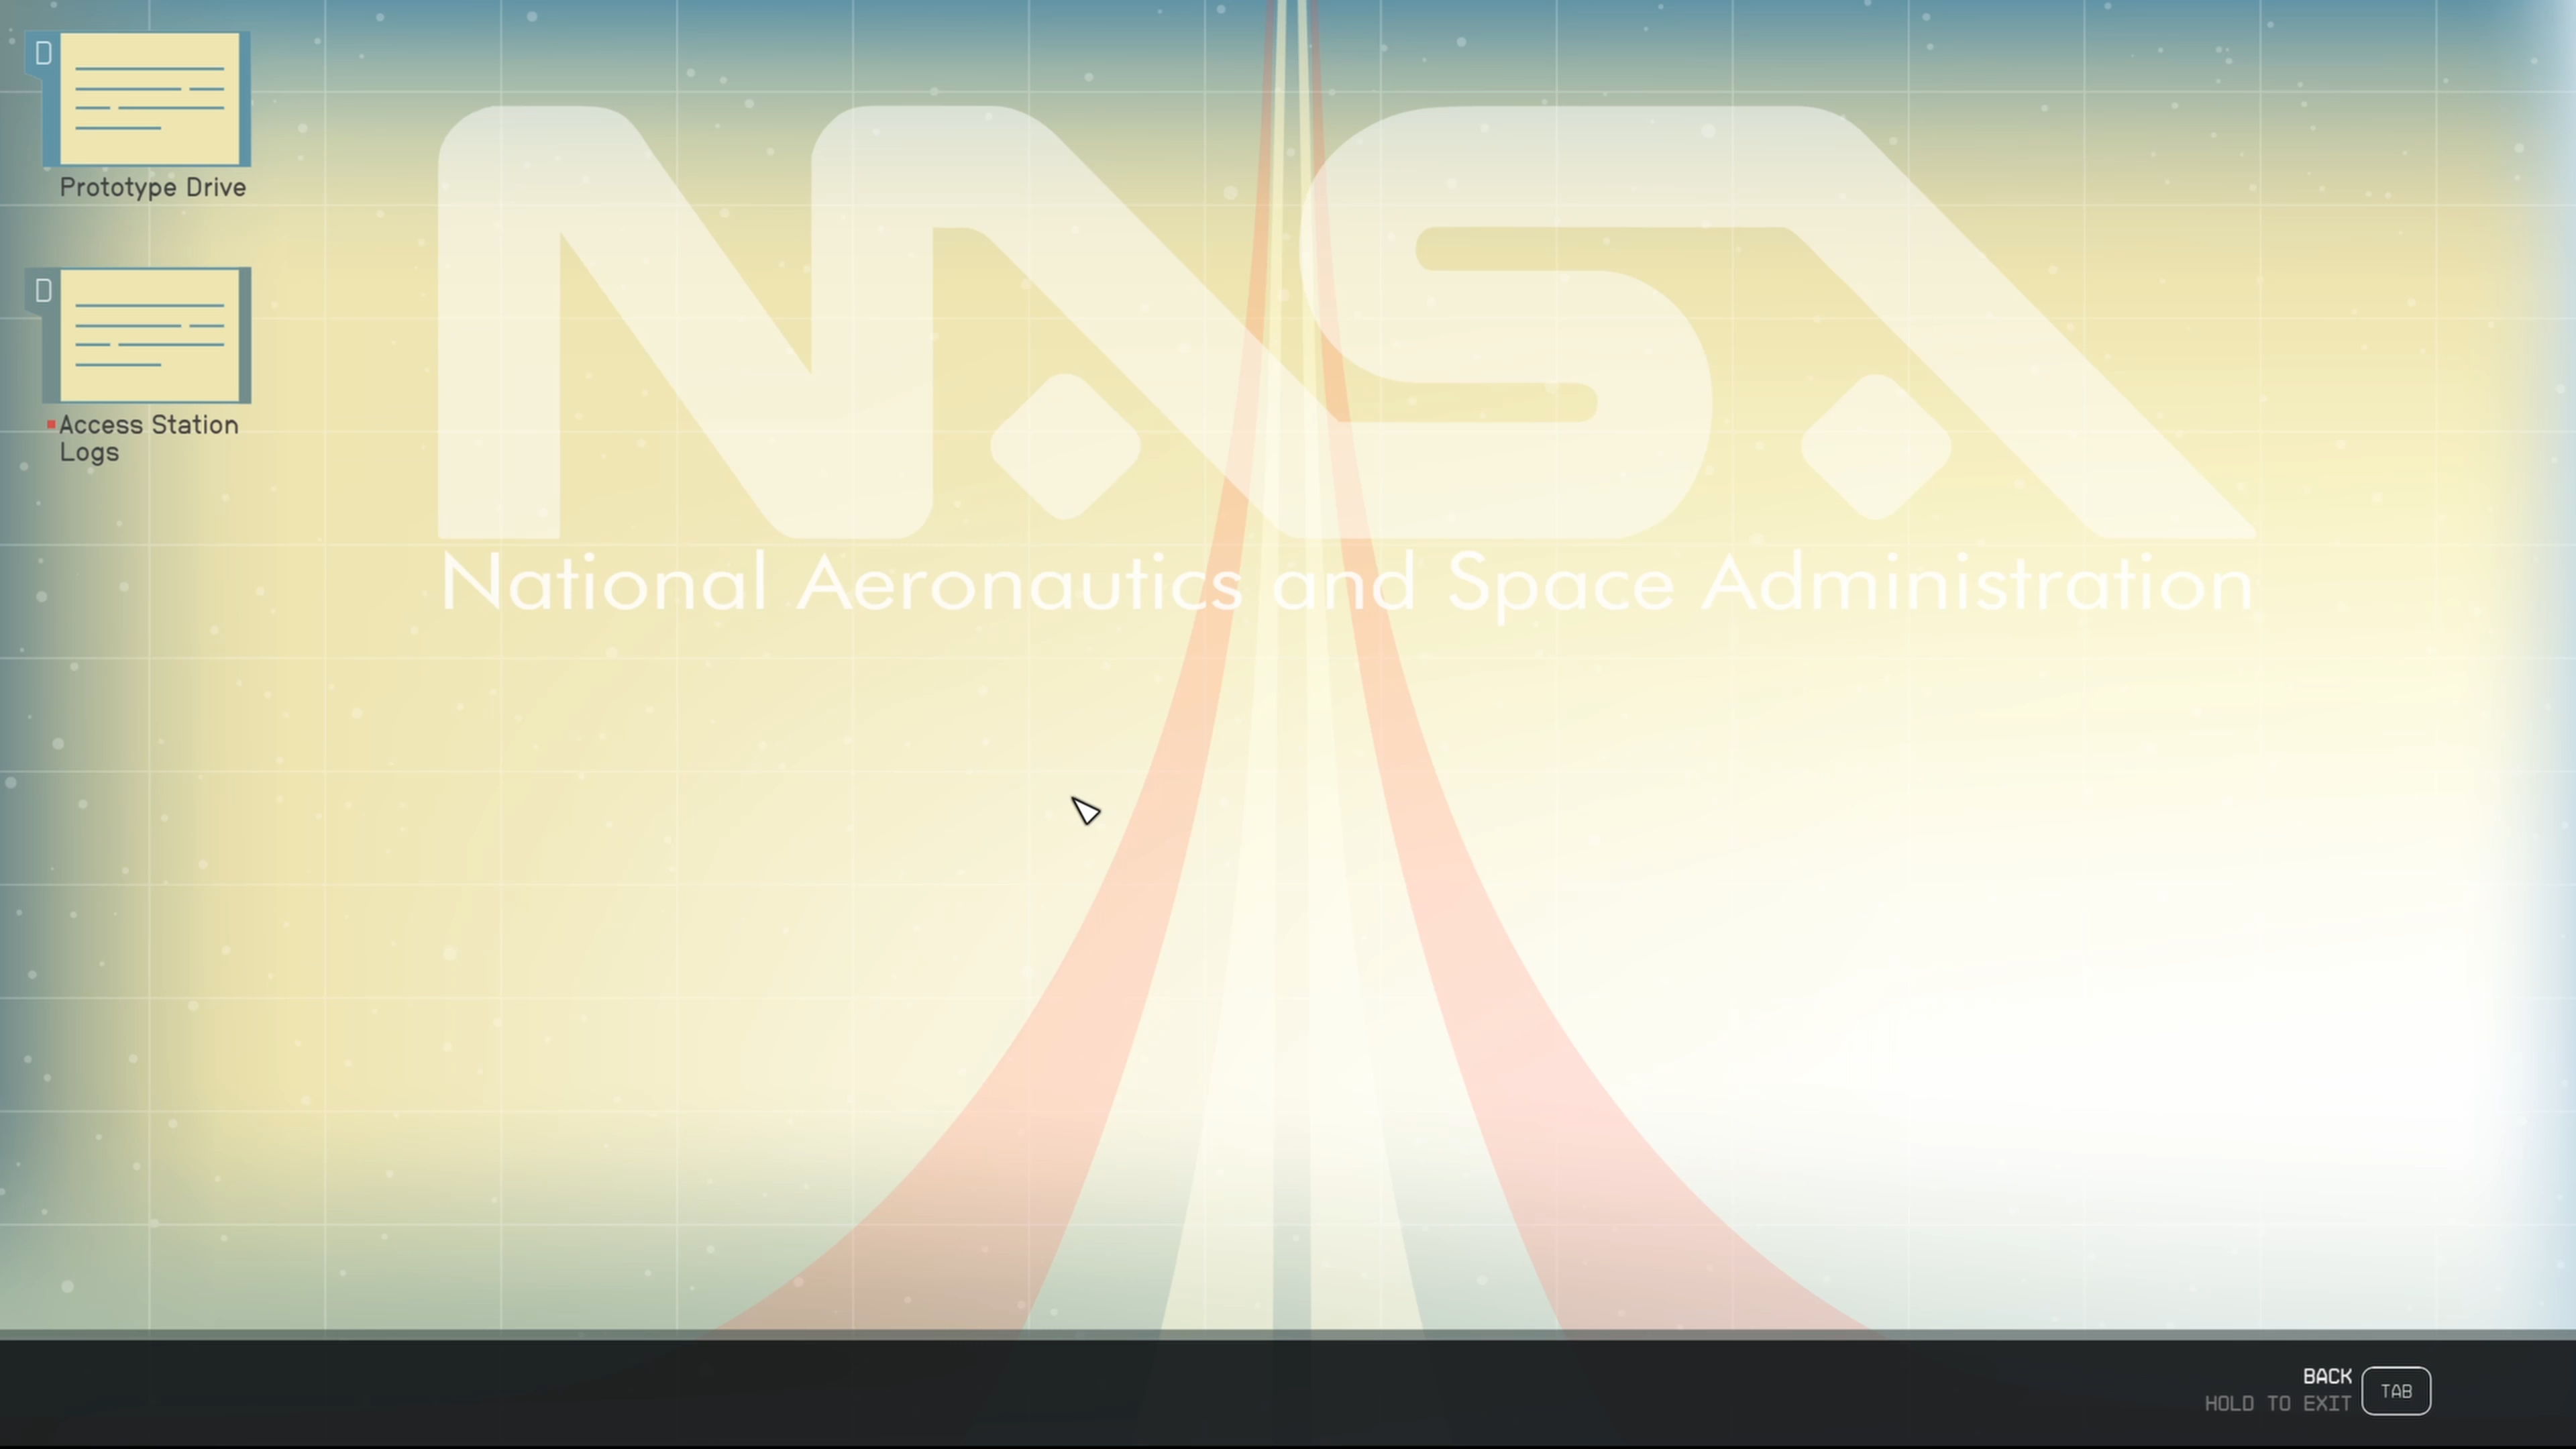 Prototype Drive
Access Station
Logs
NASA
National Aeronautics and Space Administration
BACK
HOLD TO EXIT
TAB